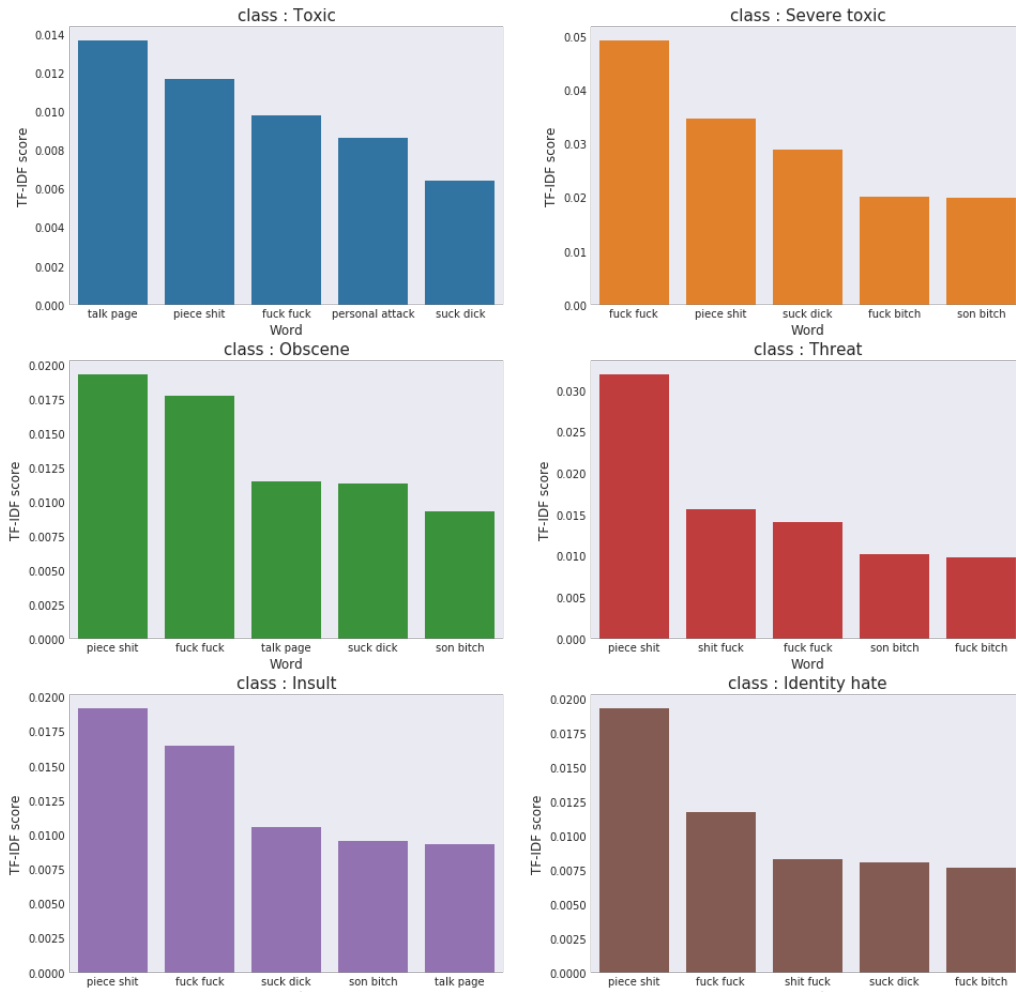 class : Toxic
TF-IDF score
0.014
0.012
0.010
0.008
0.006
0.004
0.002
0.000
talk page piece shit fuck fuck personal attack suck dick
Word
class : Severe toxic
TF-IDF score
0.05
0.04
0.03
0.02
0.01
0.00
fuck fuck piece shit suck dick fuck bitch son bitch
Word
class : Obscene
TF-IDF score
0.0200
0.0175
0.0150
0.0125
0.0100
0.0075
0.0050
0.0025
0.0000
piece shit fuck fuck talk page suck dick son bitch
Word
class : Threat
TF-IDF score
0.030
0.025
0.020
0.015
0.010
0.005
0.000
piece shit shit fuck fuck fuck son bitch fuck bitch
Word
class : Insult
TF-IDF score
0.0200
0.0175
0.0150
0.0125
0.0100
0.0075
0.0050
0.0025
0.0000
piece shit fuck fuck suck dick son bitch talk page
class : Identity hate
TF-IDF score
0.0200
0.0175
0.0150
0.0125
0.0100
0.0075
0.0050
0.0025
0.0000
piece shit fuck fuck shit fuck suck dick fuck bitch